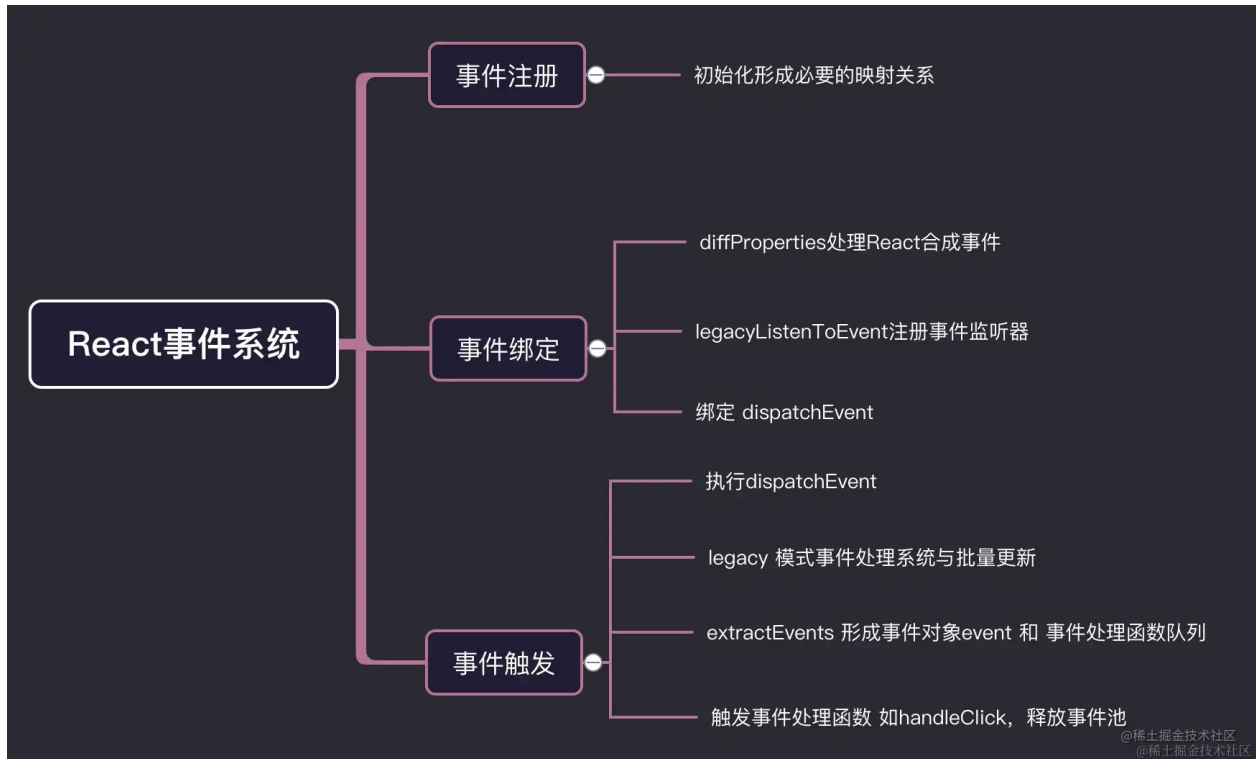 React事件系统
事件注册
初始化形成必要的映射关系
事件绑定
diffProperties处理React合成事件
legacyListenToEvent注册事件监听器
绑定 dispatchEvent
事件触发
执行dispatchEvent
legacy 模式事件处理系统与批量更新
extractEvents 形成事件对象event 和 事件处理函数队列
触发事件处理函数 如handleClick，释放事件池
@稀土掘金技术社区
@稀土掘金技术社区